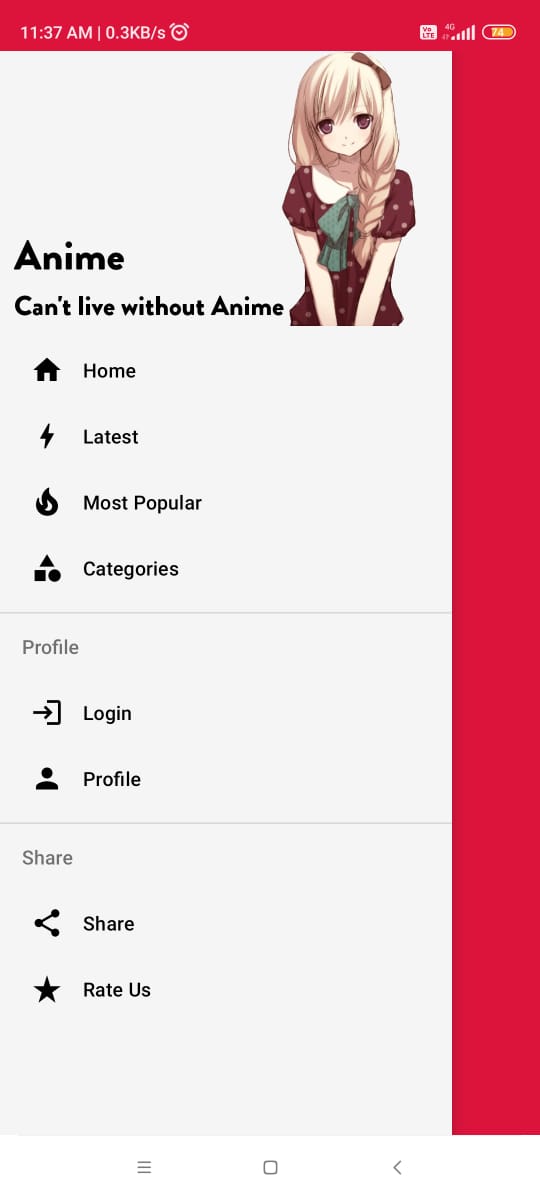 11:37 AM | 0.3KB/s
Vo
LTE
4G
74
Anime
Can't live without Anime
Home
Latest
Most Popular
Categories
Profile
Login
Profile
Share
Share
Rate Us